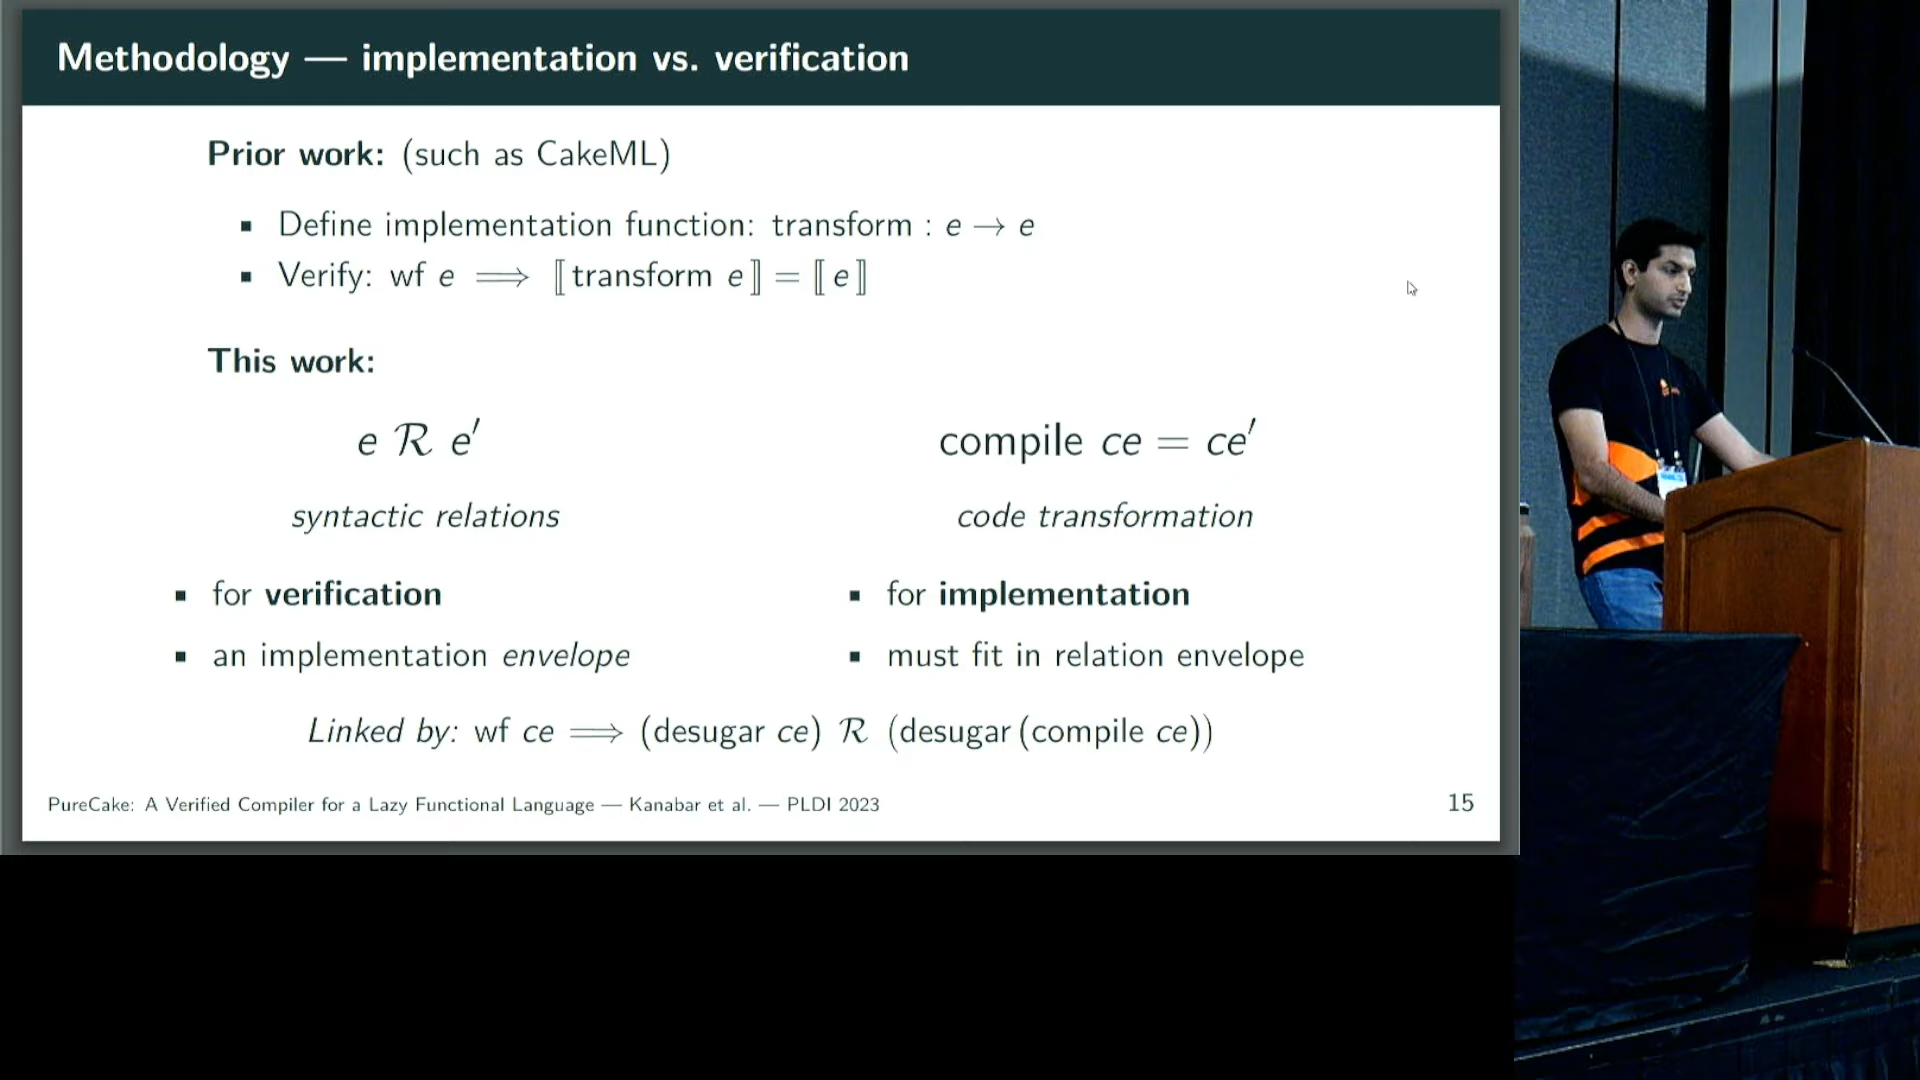 Methodology — implementation vs. verification
Prior work: (such as CakeML)
▪ Define implementation function: transform : e → e
▪ Verify: wf e ⟹ ⟦transform e⟧ = ⟦e⟧
This work:
e ℛ e′
syntactic relations
▪ for verification
▪ an implementation envelope
compile ce = ce′
code transformation
▪ for implementation
▪ must fit in relation envelope
Linked by: wf ce ⟹ (desugar ce) ℛ (desugar (compile ce))
PureCake: A Verified Compiler for a Lazy Functional Language — Kanabar et al. — PLDI 2023
15